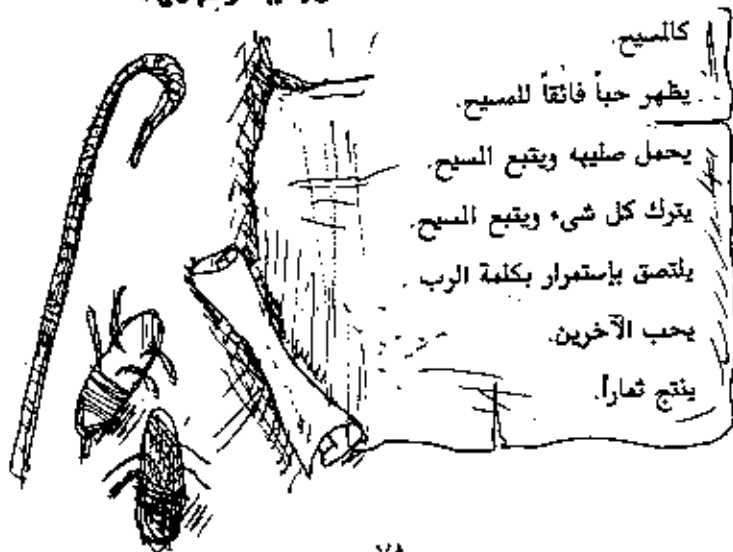 كالمسيح.
يظهر حباً فائقاً للمسيح.
يحمل صليبه ويتبع المسيح.
يترك كل شىء ويتبع المسيح.
يلتصق بإستمرار بكلمة الرب.
يحب الآخرين.
ينتج ثماراً.